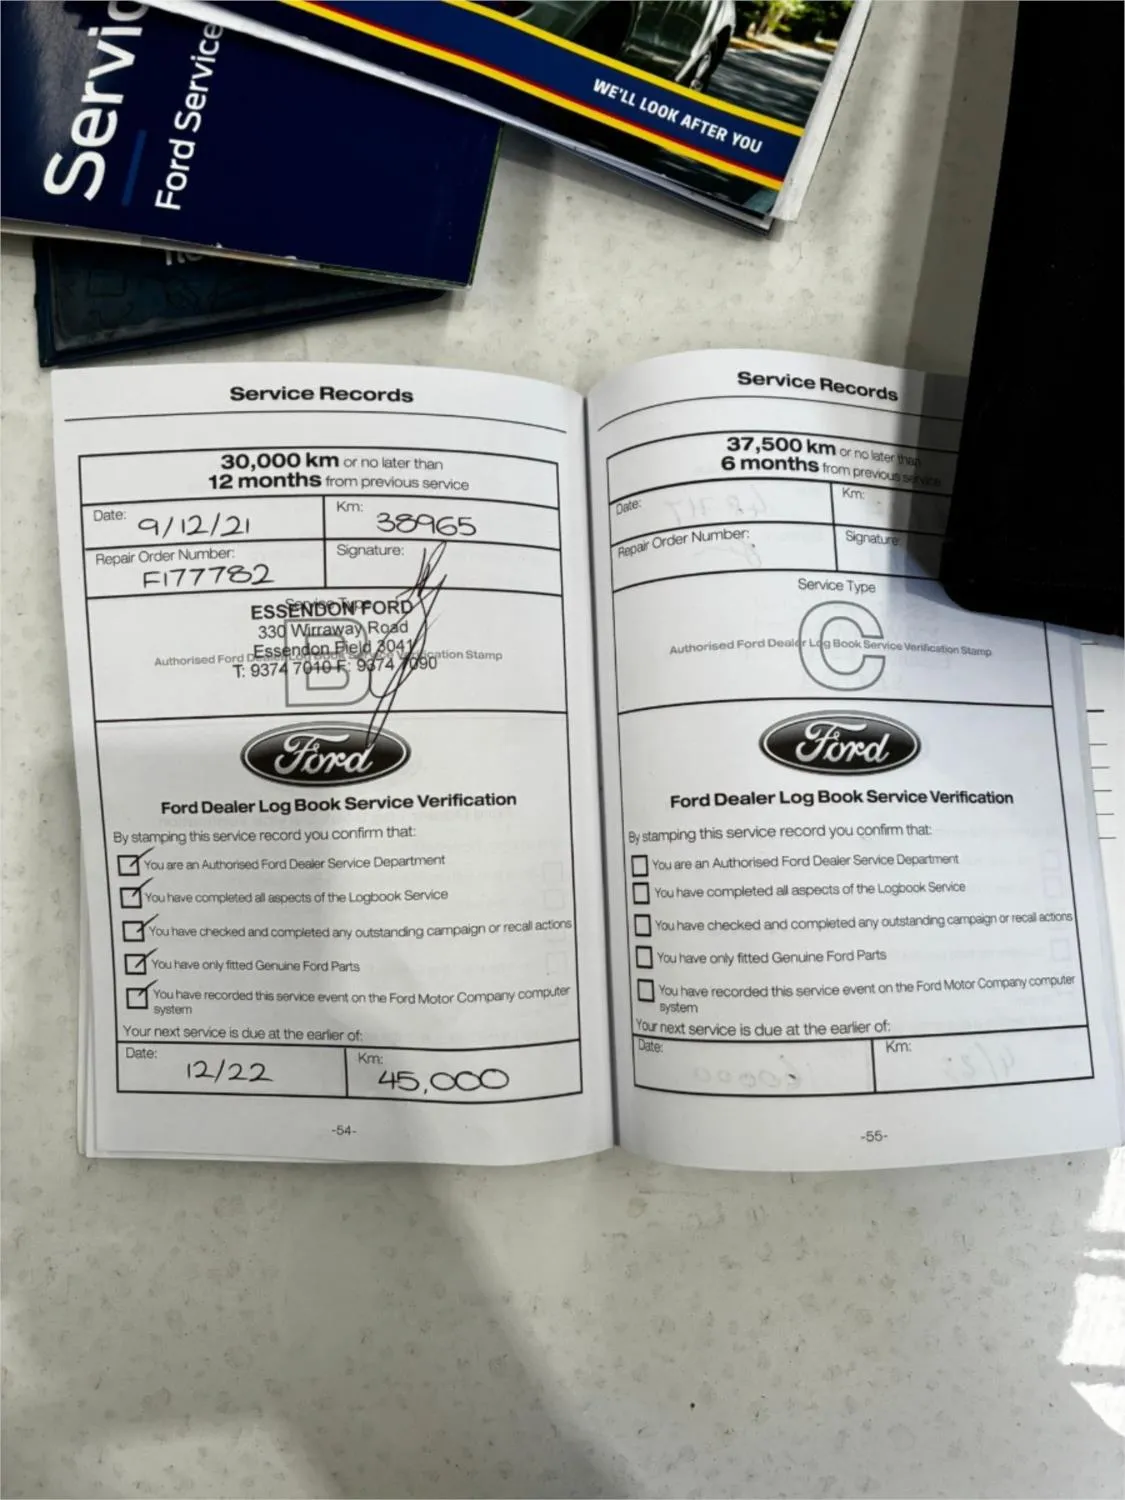 Servic
Ford Service
WE'LL LOOK AFTER YOU
Service Records
30,000 km or no later than
12 months from previous service
Date: 9/12/21
Km: 38965
Repair Order Number: F177782
Signature:
Service Type
B
ESSENDON FORD
330 Wirraway Road
Essendon Field 3041
T: 9374 7010 F: 9374 7090
Authorised Ford Dealer Log Book Service Verification Stamp
Ford
Ford Dealer Log Book Service Verification
By stamping this service record you confirm that:
You are an Authorised Ford Dealer Service Department
You have completed all aspects of the Logbook Service
You have checked and completed any outstanding campaign or recall actions
You have only fitted Genuine Ford Parts
You have recorded this service event on the Ford Motor Company computer
system
Your next service is due at the earlier of:
Date: 12/22
Km: 45,000
-54-
Service Records
37,500 km or no later than
6 months from previous service
Date:
Km:
Repair Order Number:
Signature:
Service Type
C
Authorised Ford Dealer Log Book Service Verification Stamp
Ford
Ford Dealer Log Book Service Verification
By stamping this service record you confirm that:
You are an Authorised Ford Dealer Service Department
You have completed all aspects of the Logbook Service
You have checked and completed any outstanding campaign or recall actions
You have only fitted Genuine Ford Parts
You have recorded this service event on the Ford Motor Company computer
system
Your next service is due at the earlier of:
Date:
Km:
-55-